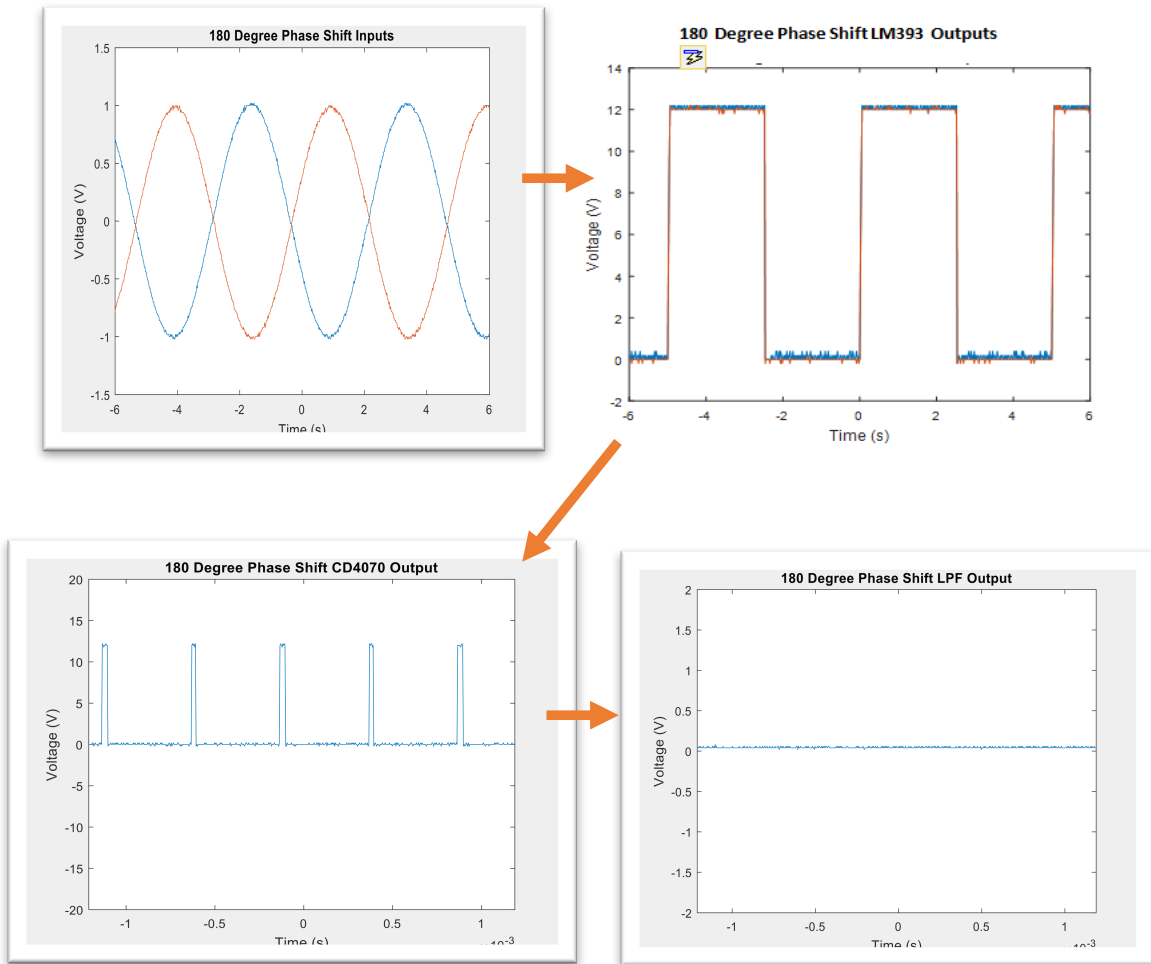 180 Degree Phase Shift Inputs
1.5
1
0.5
0
-0.5
-1
-1.5
Voltage (V)
-6 -4 -2 0 2 4 6
Time (s)
180 Degree Phase Shift LM393 Outputs
14
12
10
8
6
4
2
0
-2
Voltage (V)
-6 -4 -2 0 2 4 6
Time (s)
180 Degree Phase Shift CD4070 Output
20
15
10
5
0
-5
-10
-15
-20
Voltage (V)
-1 -0.5 0 0.5 1
Time (s)
180 Degree Phase Shift LPF Output
2
1.5
1
0.5
0
-0.5
-1
-1.5
-2
Voltage (V)
-1 -0.5 0 0.5 1
Time (s)